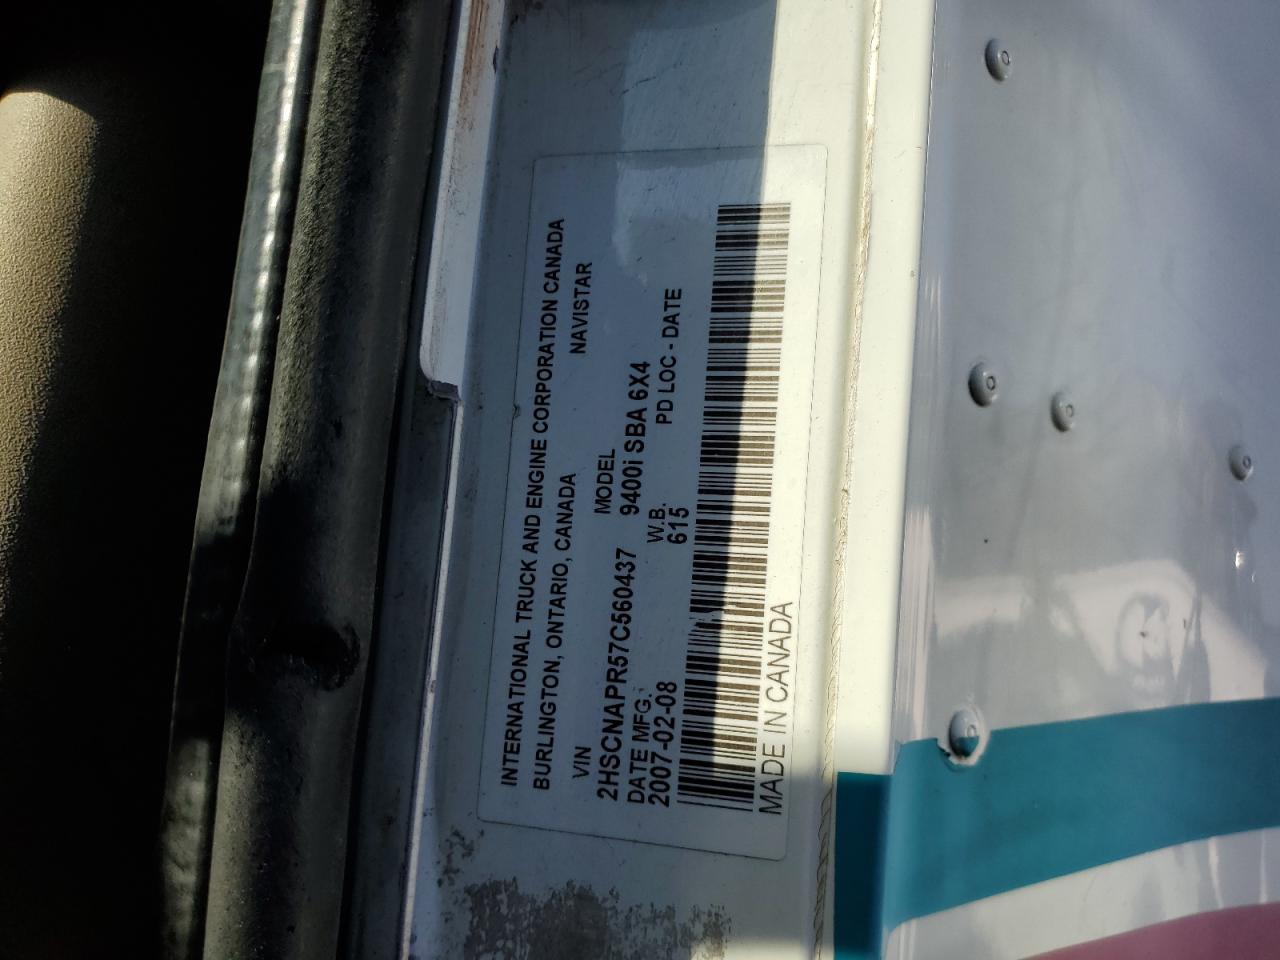 INTERNATIONAL TRUCK AND ENGINE CORPORATION CANADA
BURLINGTON, ONTARIO, CANADA NAVISTAR
VIN MODEL
2HSCNAPR57C560437 9400i SBA 6X4
DATE MFG. W.B. PD LOC - DATE
2007-02-08 615
MADE IN CANADA